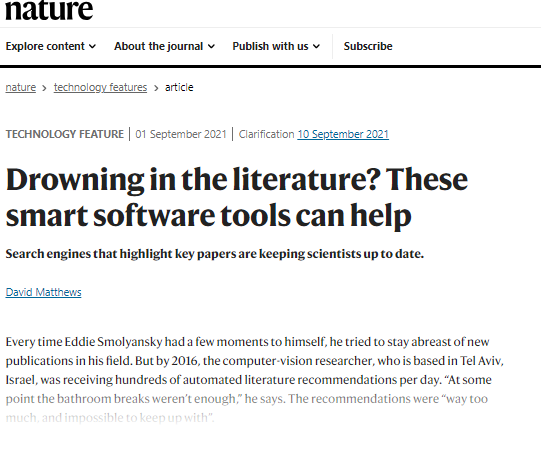 nature
Explore content About the journal Publish with us Subscribe
nature > technology features > article
TECHNOLOGY FEATURE | 01 September 2021 | Clarification 10 September 2021
Drowning in the literature? These
smart software tools can help
Search engines that highlight key papers are keeping scientists up to date.
David Matthews
Every time Eddie Smolyansky had a few moments to himself, he tried to stay abreast of new
publications in his field. But by 2016, the computer-vision researcher, who is based in Tel Aviv,
Israel, was receiving hundreds of automated literature recommendations per day. “At some
point the bathroom breaks weren’t enough,” he says. The recommendations were “way too
much, and impossible to keep up with”.